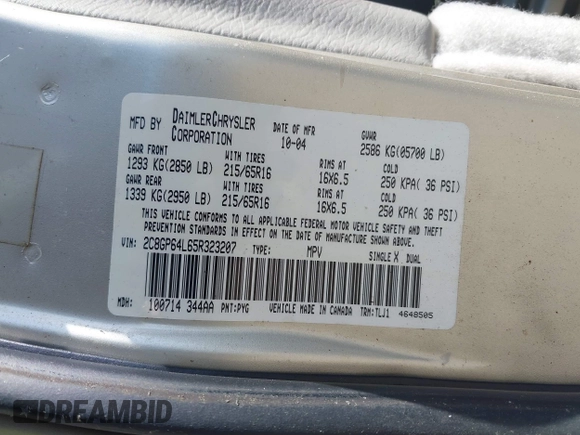 MFD BY DAIMLERCHRYSLER CORPORATION DATE OF MFR 10-04 GVWR 2586 KG(05700 LB)
GAWR FRONT WITH TIRES RIMS AT COLD
1293 KG(2850 LB) 215/65R16 16X6.5 250 KPA( 36 PSI)
GAWR REAR WITH TIRES RIMS AT COLD
1339 KG(2950 LB) 215/65R16 16X6.5 250 KPA( 36 PSI)
THIS VEHICLE CONFORMS TO ALL APPLICABLE FEDERAL MOTOR VEHICLE SAFETY AND THEFT
PREVENTION STANDARDS IN EFFECT ON THE DATE OF MANUFACTURE SHOWN ABOVE.
VIN: 2C8GP64L65R323207 TYPE: MPV SINGLE X DUAL
MDH: 100714 344AA PNT:PYG VEHICLE MADE IN CANADA TRM:TLJ1 4648505
DREAMBID